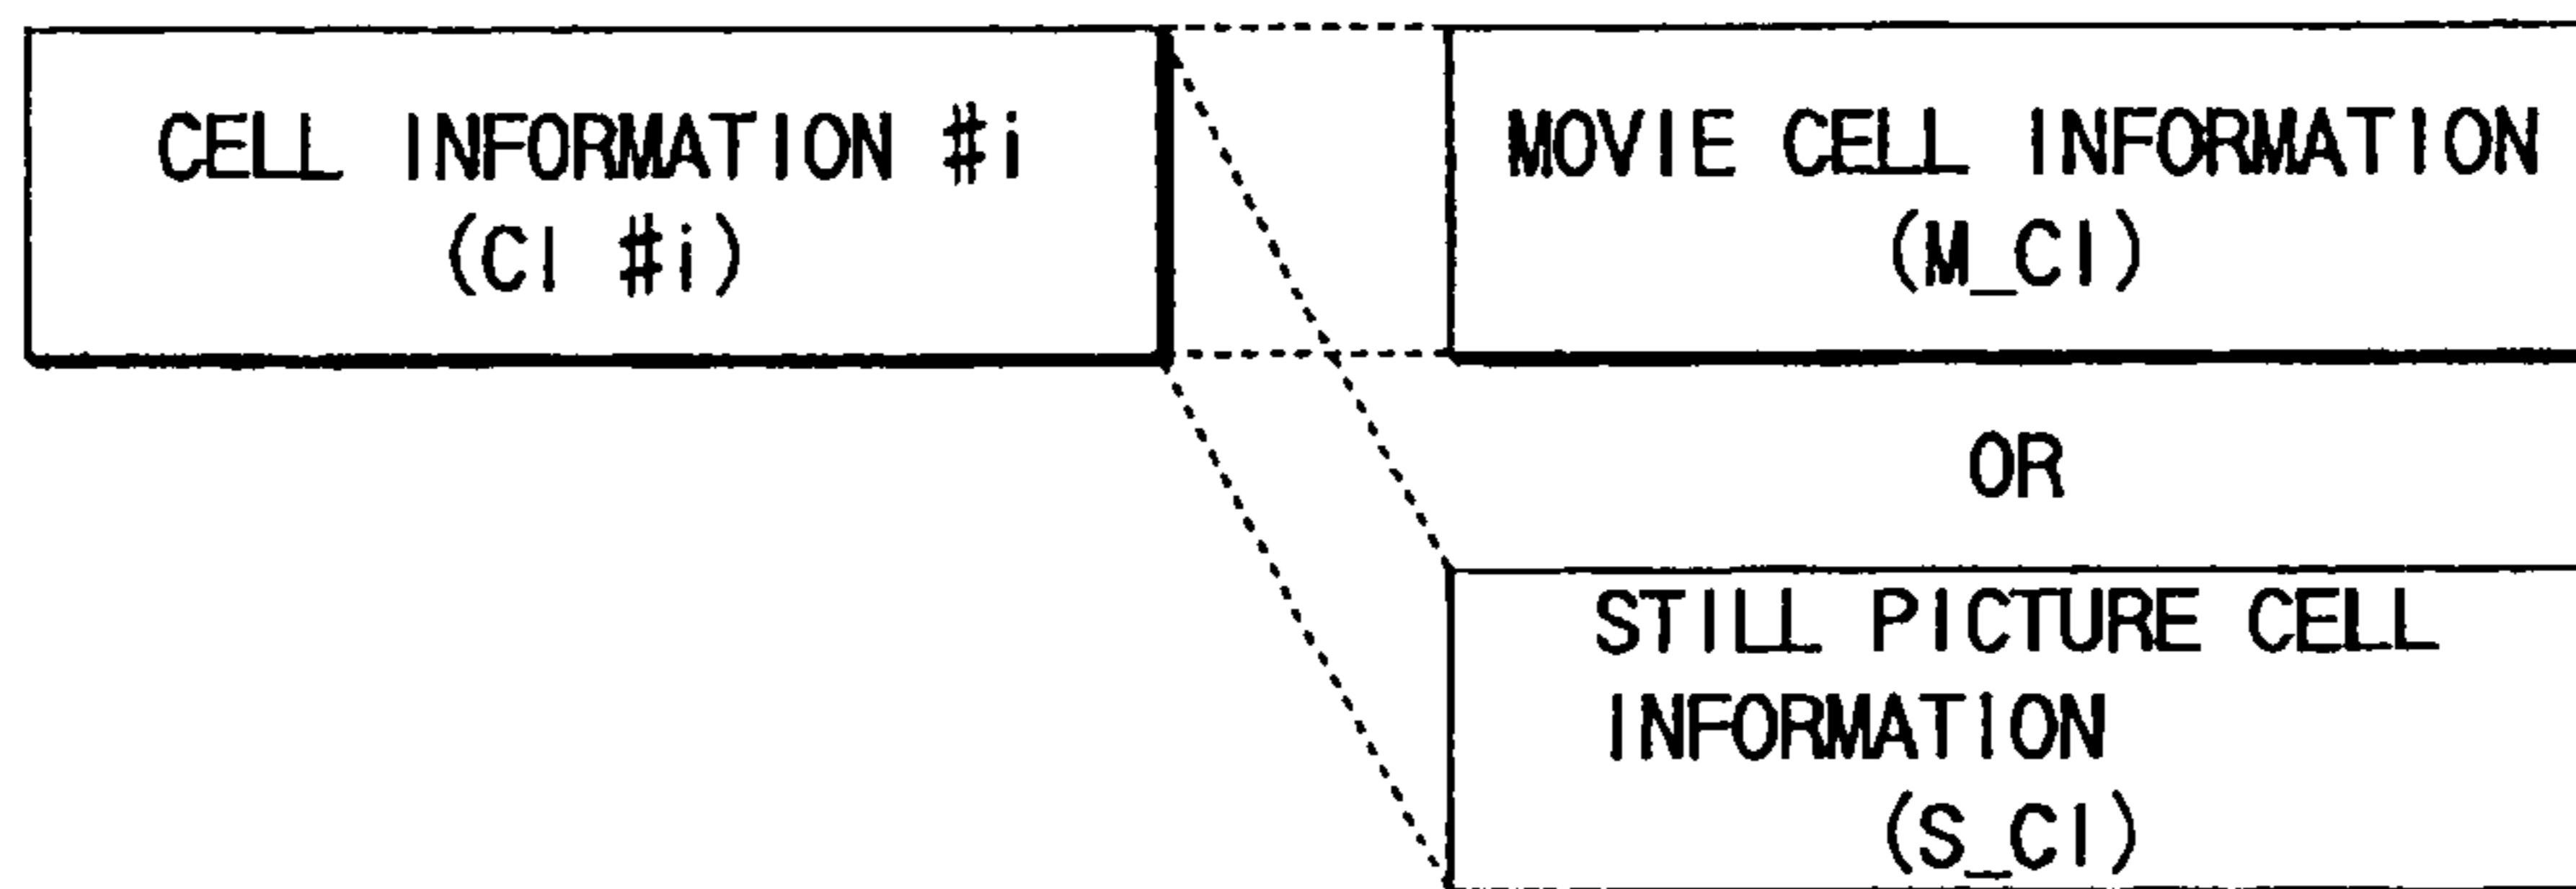 CELL INFORMATION #i
(CI #i)
MOVIE CELL INFORMATION
(M_CI)
OR
STILL PICTURE CELL
INFORMATION
(S_CI)